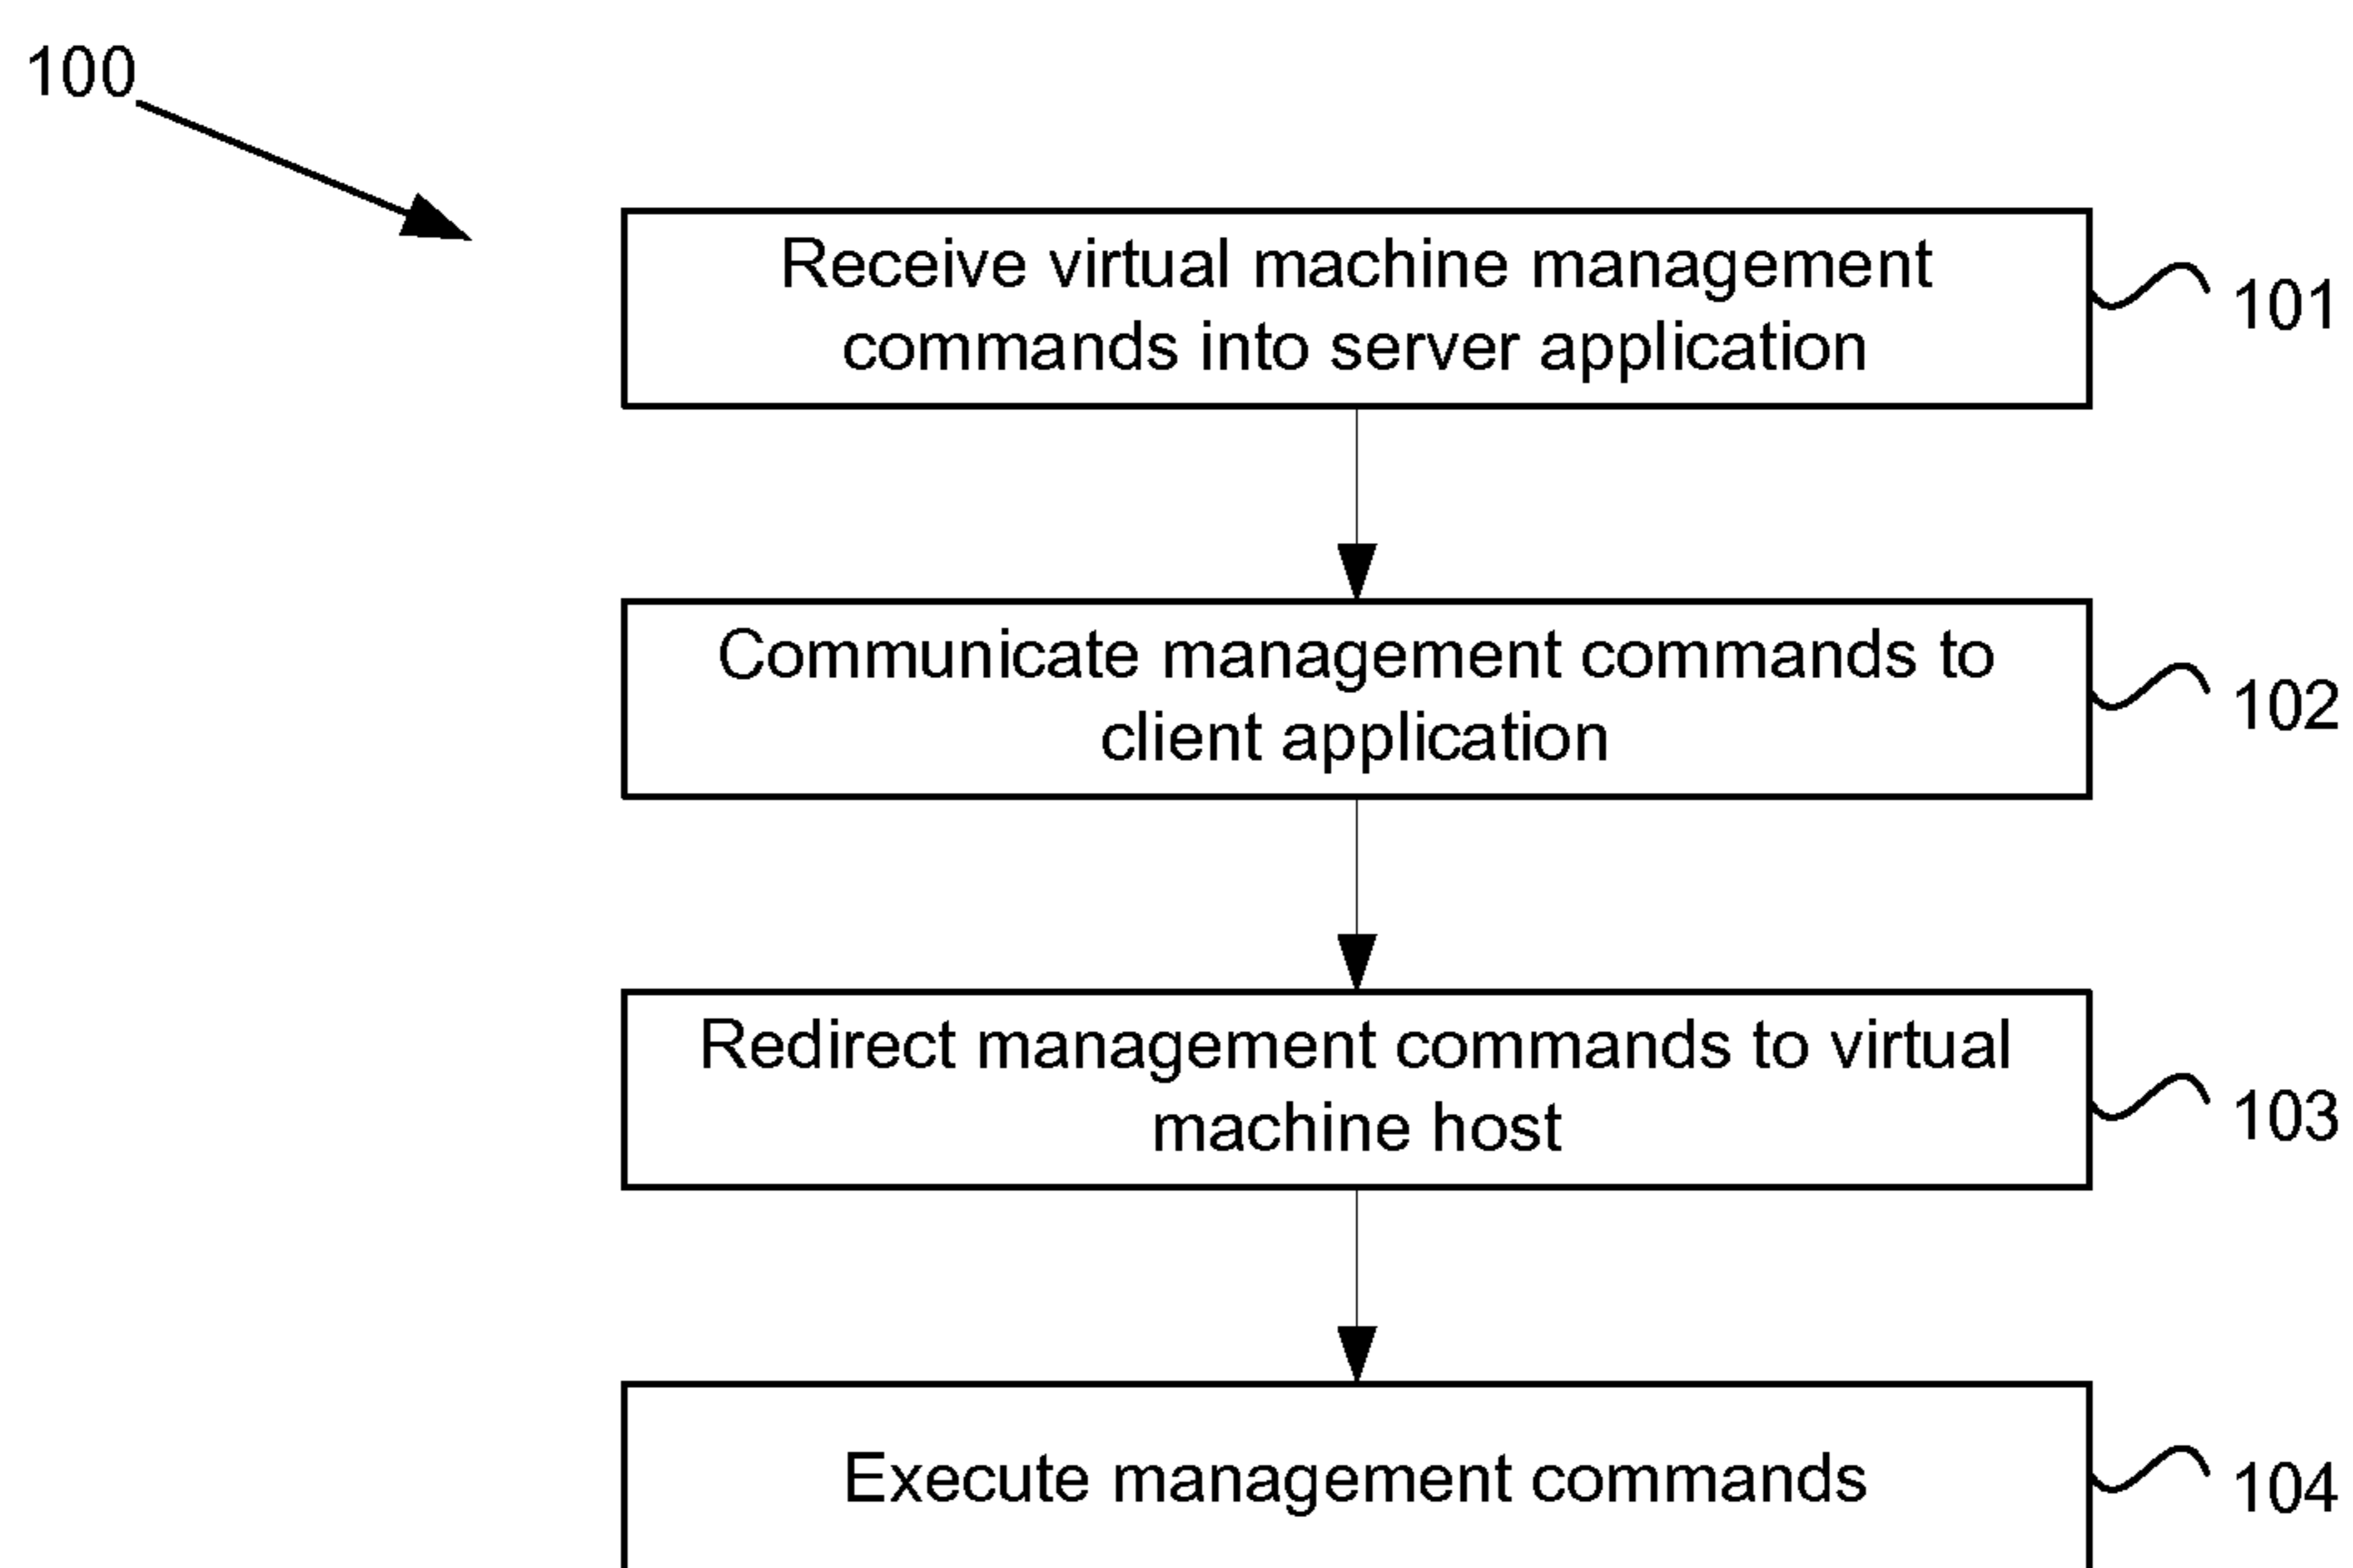 100
Receive virtual machine management
commands into server application
101
Communicate management commands to
client application
102
Redirect management commands to virtual
machine host
103
Execute management commands
104